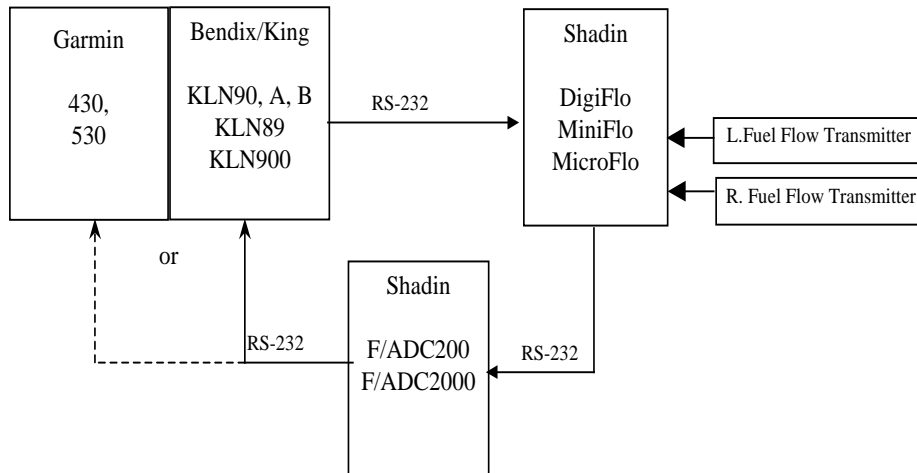 Garmin
430,
530
Bendix/King
KLN90, A, B
KLN89
KLN900
RS-232
Shadin
DigiFlo
MiniFlo
MicroFlo
L.Fuel Flow Transmitter
R. Fuel Flow Transmitter
or
RS-232
Shadin
F/ADC200
F/ADC2000
RS-232